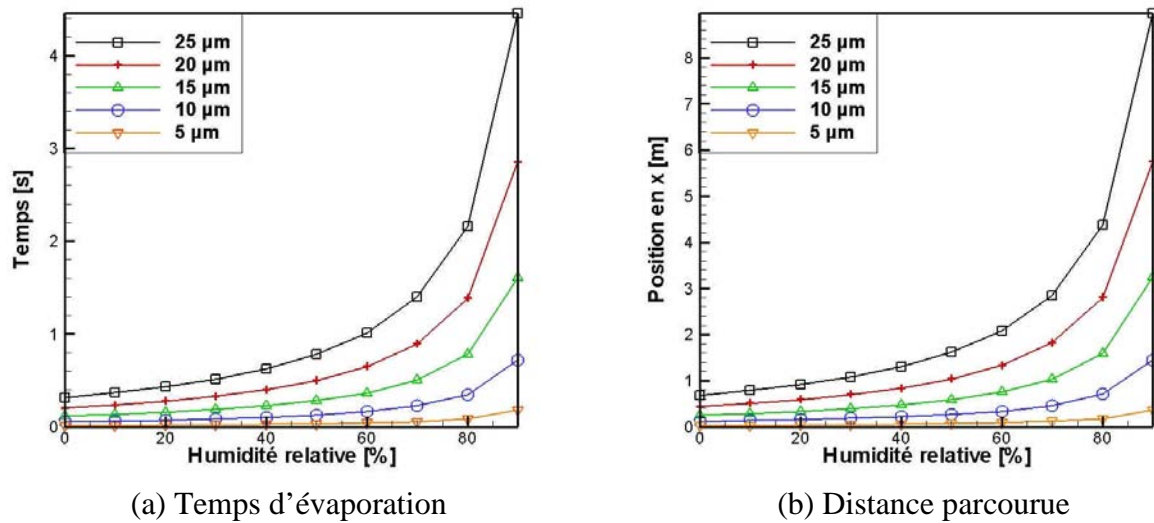 4
3
2
1
0
Temps [s]
25 µm
20 µm
15 µm
10 µm
5 µm
0
20
40
60
80
Humidité relative [%]
(a) Temps d'évaporation
8
7
6
5
4
3
2
1
0
Position en x [m]
25 µm
20 µm
15 µm
10 µm
5 µm
0
20
40
60
80
Humidité relative [%]
(b) Distance parcourue